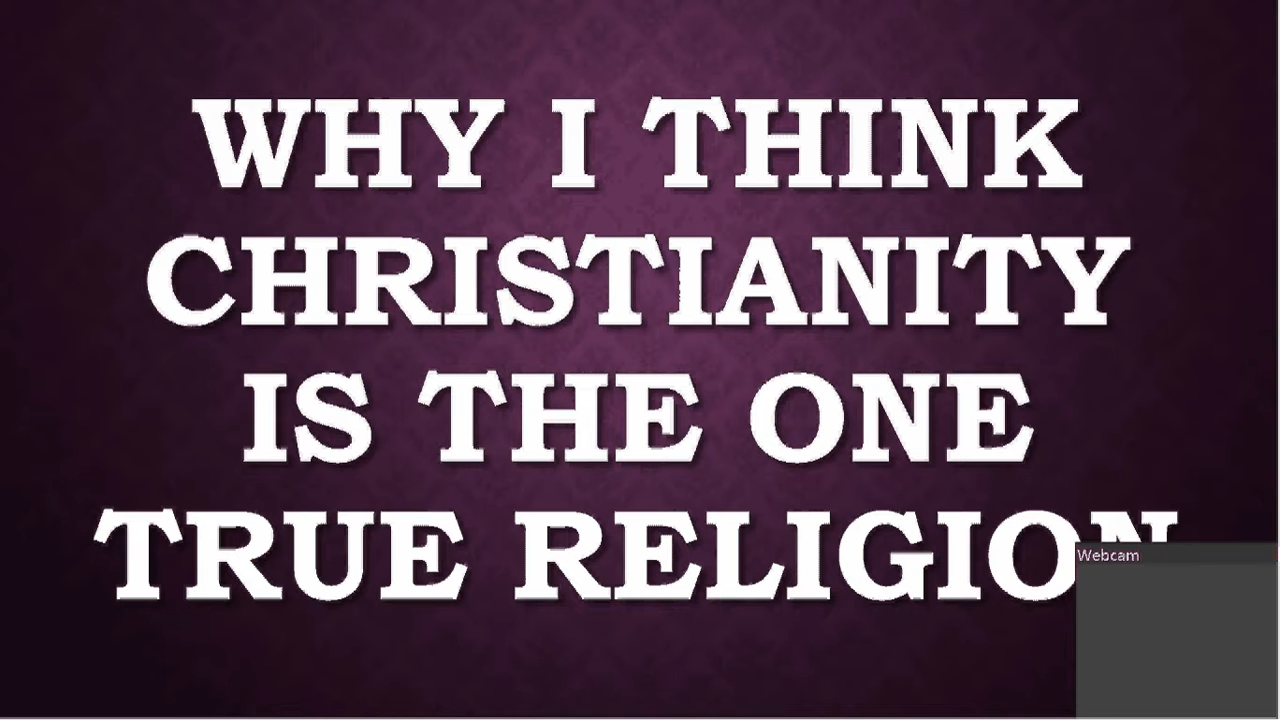 WHY I THINK
CHRISTIANITY
IS THE ONE
TRUE RELIGION
Webcam